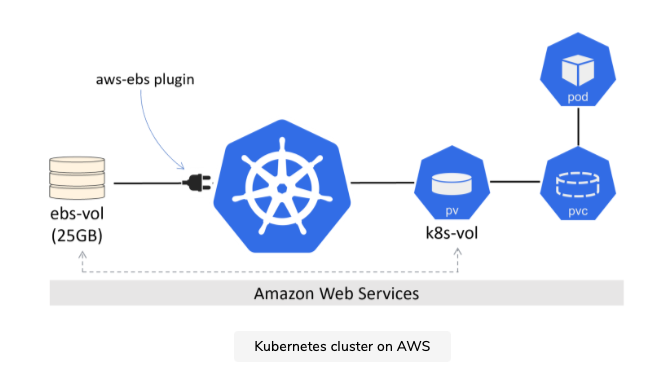 aws-ebs plugin
pod
ebs-vol
(25GB)
pv
pvc
k8s-vol
Amazon Web Services
Kubernetes cluster on AWS